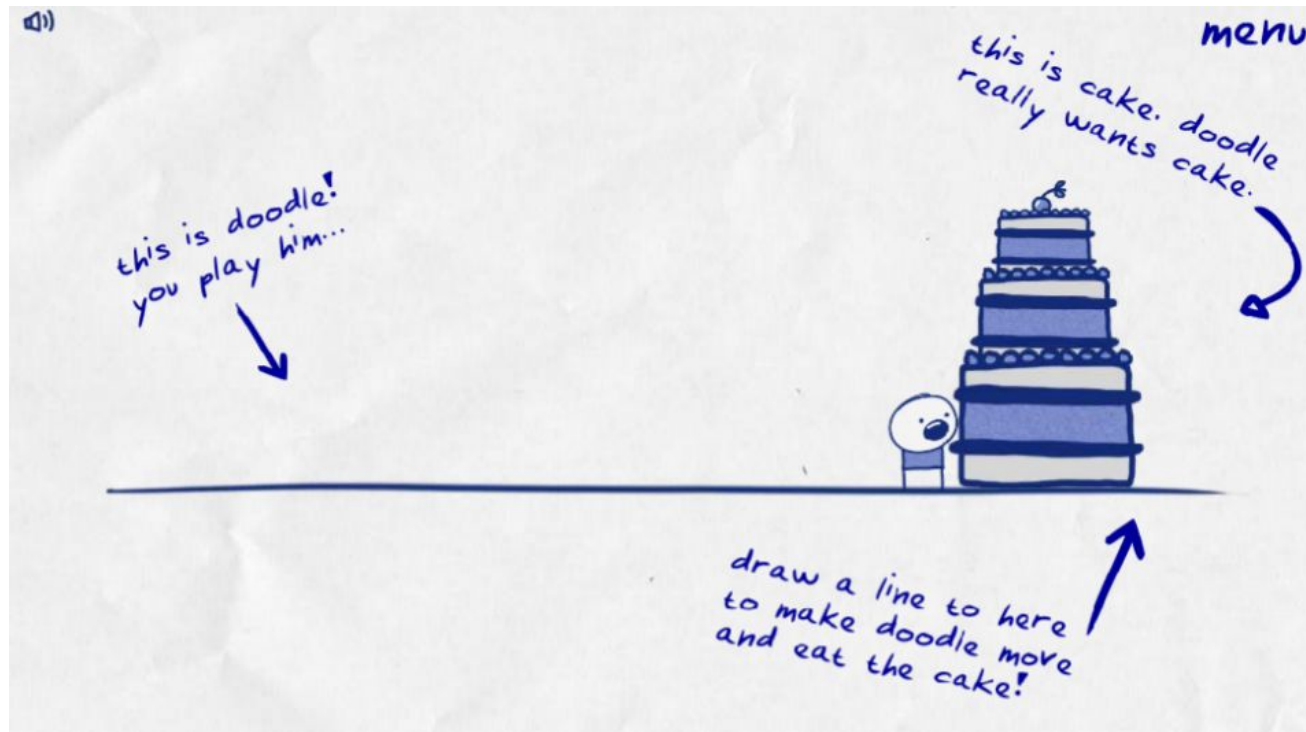 menu
this is cake. doodle
really wants cake.
this is doodle!
you play him...
draw a line to here
to make doodle move
and eat the cake!